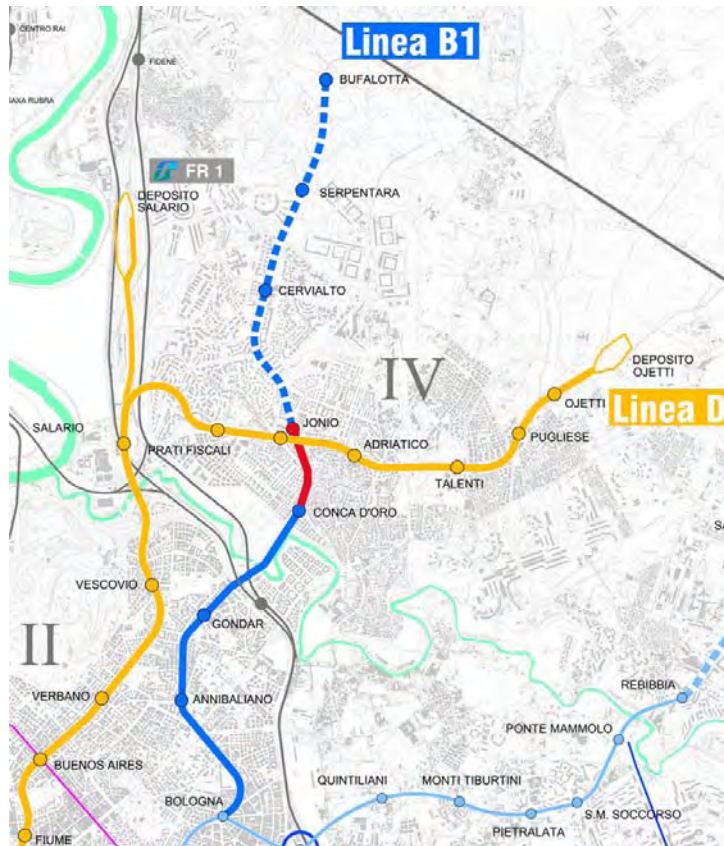 CENTRO RAI
Linea B1
FIDENE
BUFALOTTA
SAXA RUBRA
FR 1
DEPOSITO
SALARIO
SERPENTARA
CERVIALTO
IV
DEPOSITO
OJETTI
OJETTI
Linea D
SALARIO
JONIO
PRATI FISCALI
ADRIATICO
PUGLIESE
TALENTI
CONCA D'ORO
SA
VESCOVIO
GONDAR
II
REBIBBIA
VERBANO
ANNIBALIANO
PONTE MAMMOLO
BUENOS AIRES
QUINTILIANI
MONTI TIBURTINI
BOLOGNA
S.M. SOCCORSO
PIETRALATA
FIUME